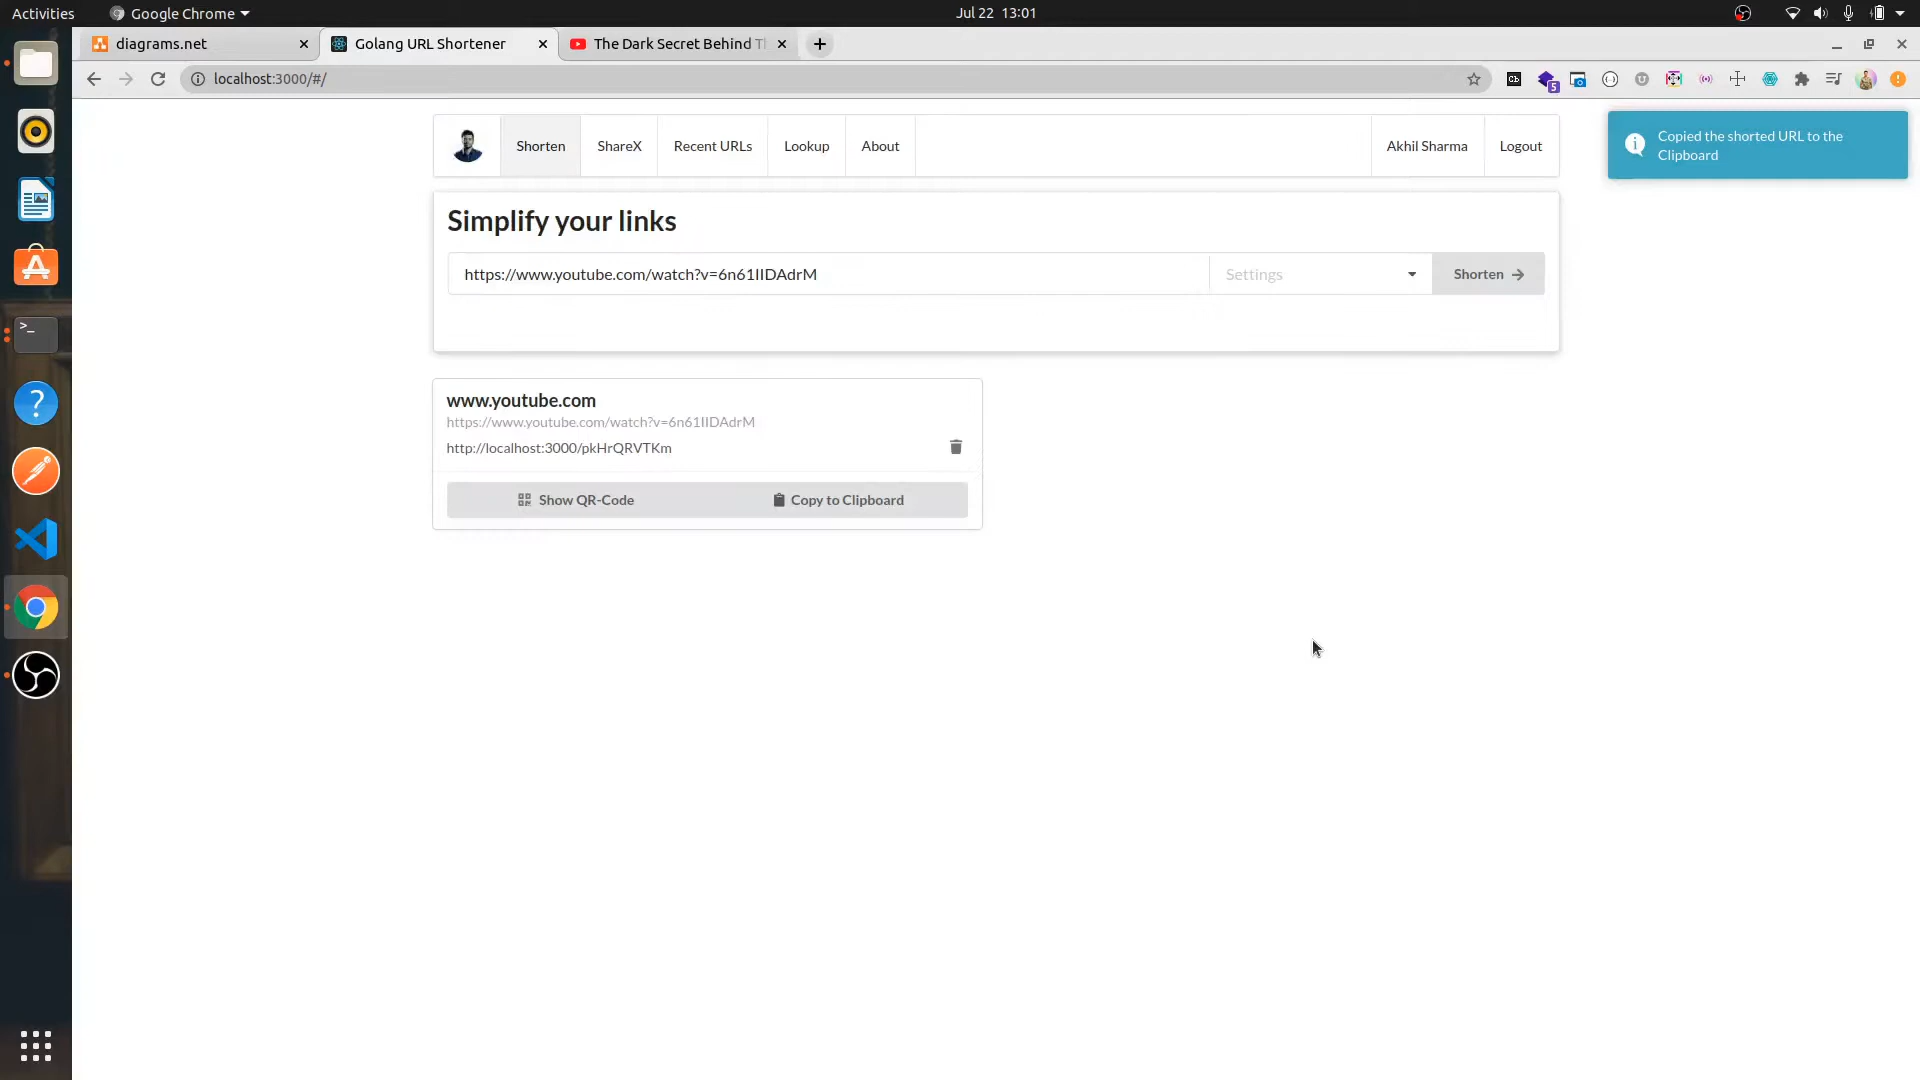 Activities
Google Chrome
Jul 22 13:01
diagrams.net
Golang URL Shortener
The Dark Secret Behind Th
localhost:3000/#/
5
Shorten
ShareX
Recent URLs
Lookup
About
Akhil Sharma
Logout
Copied the shorted URL to the
Clipboard
Simplify your links
https://www.youtube.com/watch?v=6n61IIDAdrM
Settings
Shorten
www.youtube.com
https://www.youtube.com/watch?v=6n61IIDAdrM
http://localhost:3000/pkHrQRVTKm
Show QR-Code
Copy to Clipboard